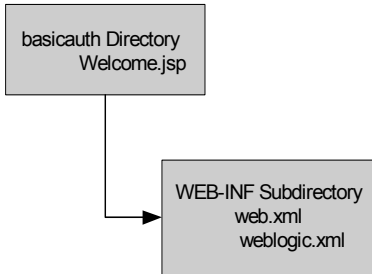 basicauth Directory
Welcome.jsp
WEB-INF Subdirectory
web.xml
weblogic.xml